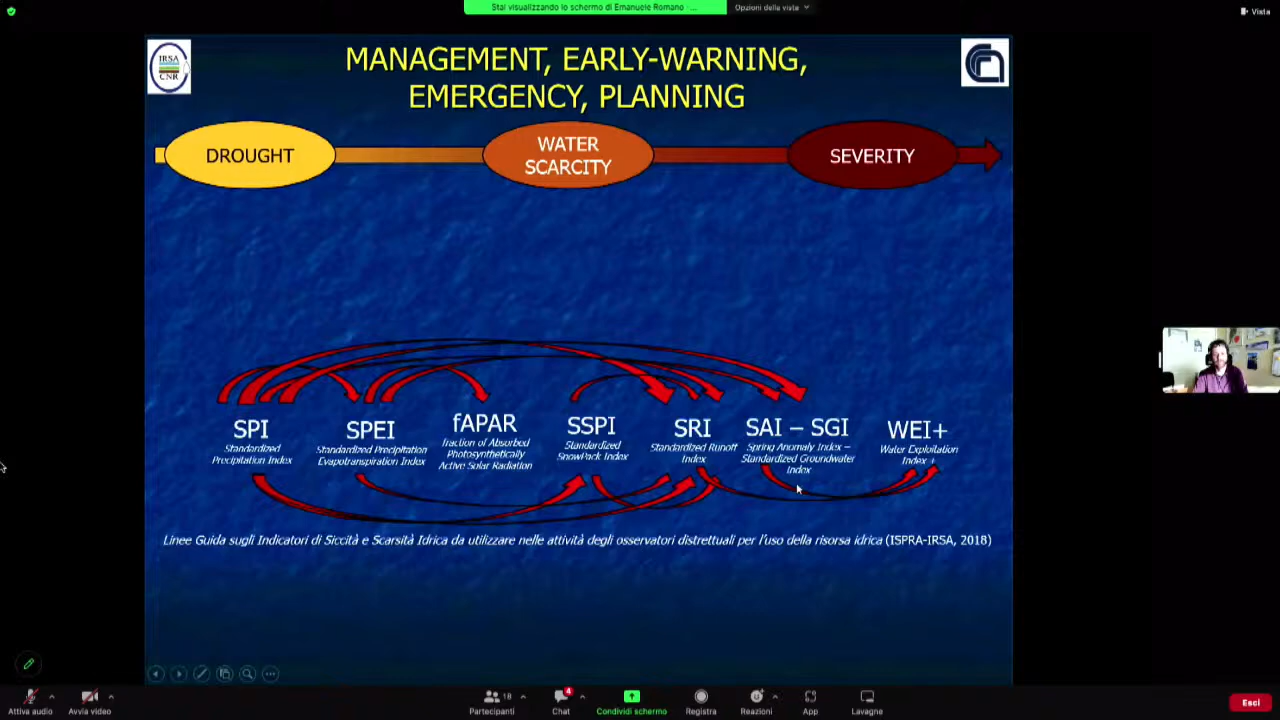 Stai visualizzando lo schermo di Emanuele Romano - ...
Opzioni della vista
Vista
IRSA
CNR
MANAGEMENT, EARLY-WARNING,
EMERGENCY, PLANNING
DROUGHT
WATER
SCARCITY
SEVERITY
SPI
Standardized
Precipitation Index
SPEI
Standardized Precipitation
Evapotranspiration Index
fAPAR
Fraction of Absorbed
Photosynthetically
Active Solar Radiation
SSPI
Standardized
SnowPack Index
SRI
Standardized Runoff
Index
SAI – SGI
Spring Anomaly Index –
Standardized Groundwater
Index
WEI+
Water Exploitation
Index +
Linee Guida sugli Indicatori di Siccità e Scarsità Idrica da utilizzare nelle attività degli osservatori distrettuali per l'uso della risorsa idrica (ISPRA-IRSA, 2018)
Attiva audio
Avvia video
18
Partecipanti
4
Chat
Condividi schermo
Registra
Reazioni
App
Lavagne
Esci